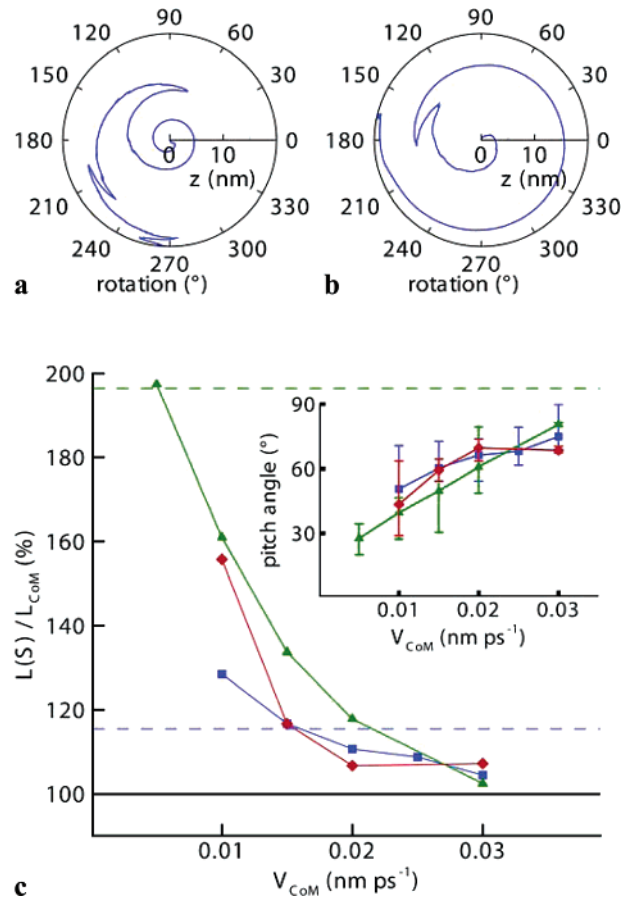 90
120 60
150 30
180 0
0 10
z (nm)
210 330
240 300
270
a rotation (°)
90
120 60
150 30
180 0
0 10
z (nm)
210 330
240 300
270
b rotation (°)
200
180
160
140
120
100
L(S) / L_CoM (%)
0.01 0.02 0.03
V_CoM (nm ps⁻¹)
90
60
30
pitch angle (°)
0.01 0.02 0.03
V_CoM (nm ps⁻¹)
c